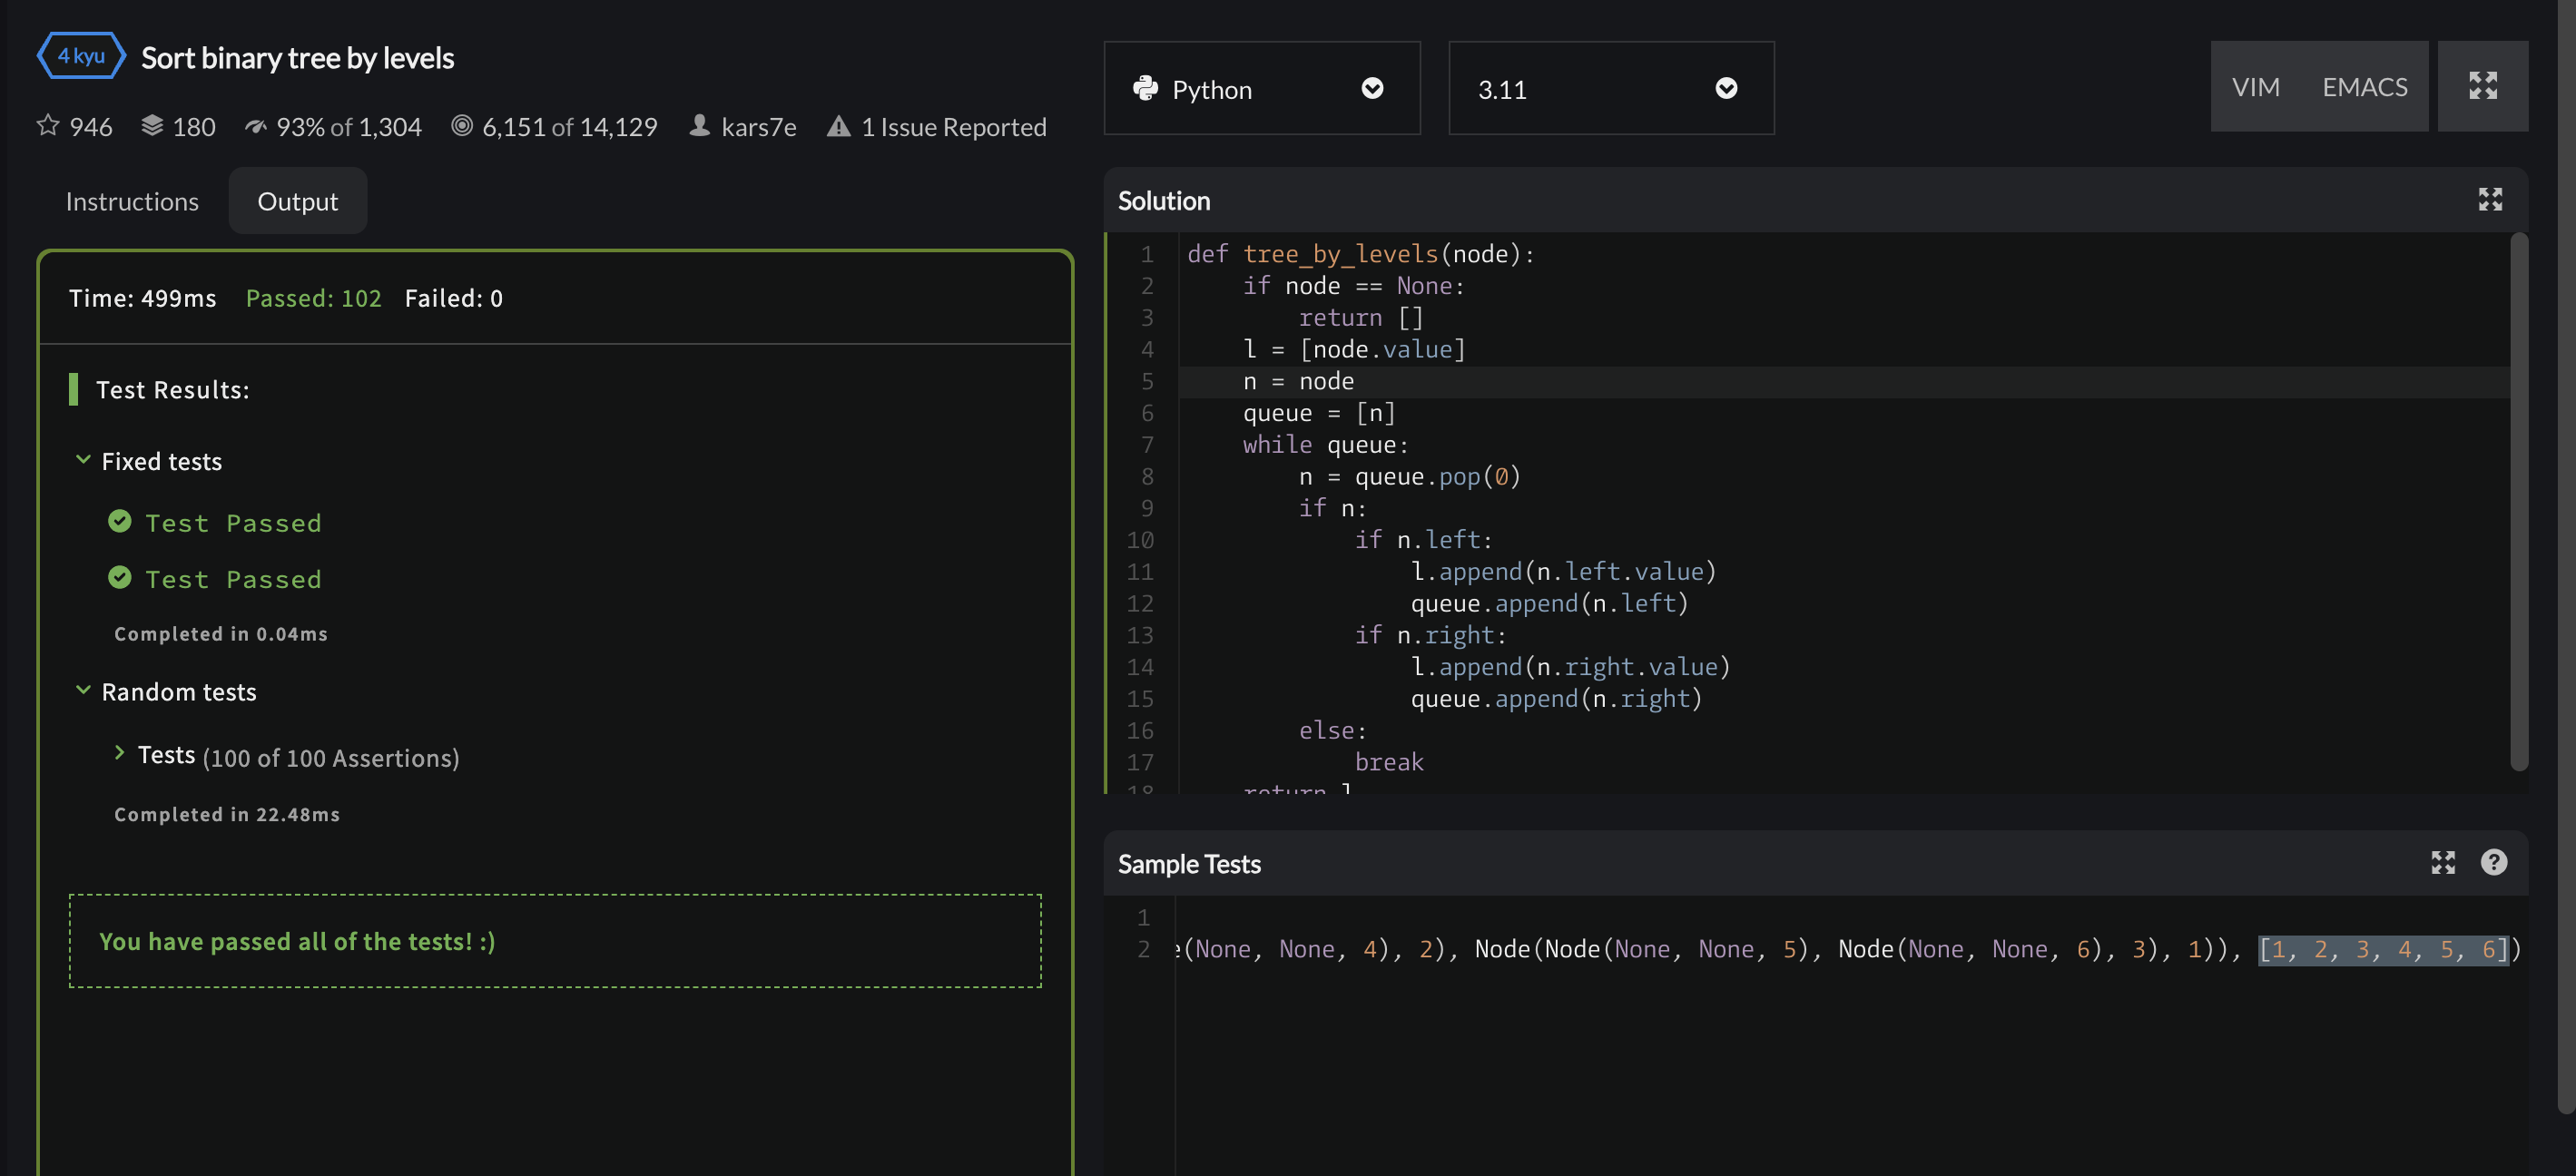 4 kyu
Sort binary tree by levels
946 180 93% of 1,304 6,151 of 14,129 kars7e 1 Issue Reported
Instructions
Output
Time: 499ms Passed: 102 Failed: 0
Test Results:
Fixed tests
Test Passed
Test Passed
Completed in 0.04ms
Random tests
Tests (100 of 100 Assertions)
Completed in 22.48ms
You have passed all of the tests! :)
Python
3.11
VIM
EMACS
Solution
1 def tree_by_levels(node):
2     if node == None:
3         return []
4     l = [node.value]
5     n = node
6     queue = [n]
7     while queue:
8         n = queue.pop(0)
9         if n:
10             if n.left:
11                 l.append(n.left.value)
12                 queue.append(n.left)
13             if n.right:
14                 l.append(n.right.value)
15                 queue.append(n.right)
16         else:
17             break
18     return l
Sample Tests
1
2 e(None, None, 4), 2), Node(Node(None, None, 5), Node(None, None, 6), 3), 1)), [1, 2, 3, 4, 5, 6])